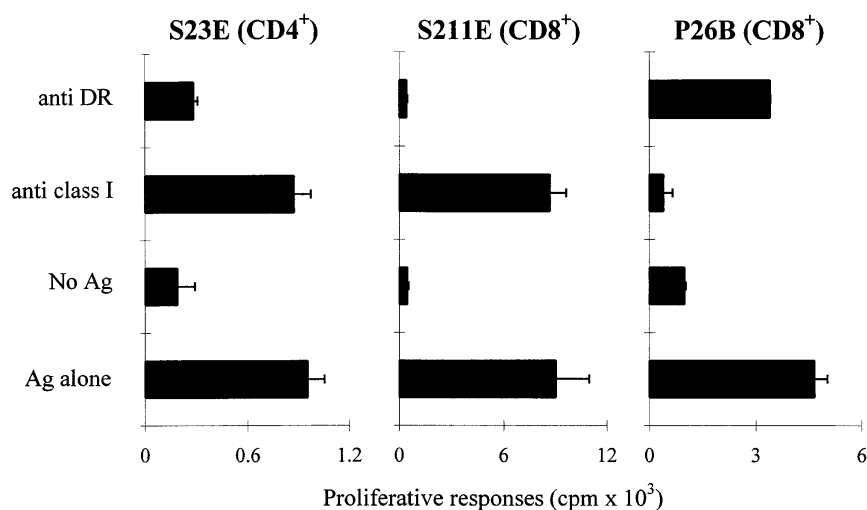 S23E (CD4⁺) S211E (CD8⁺) P26B (CD8⁺)
anti DR
anti class I
No Ag
Ag alone
0 0.6 1.2 0 6 12 0 3 6
Proliferative responses (cpm x 10³)